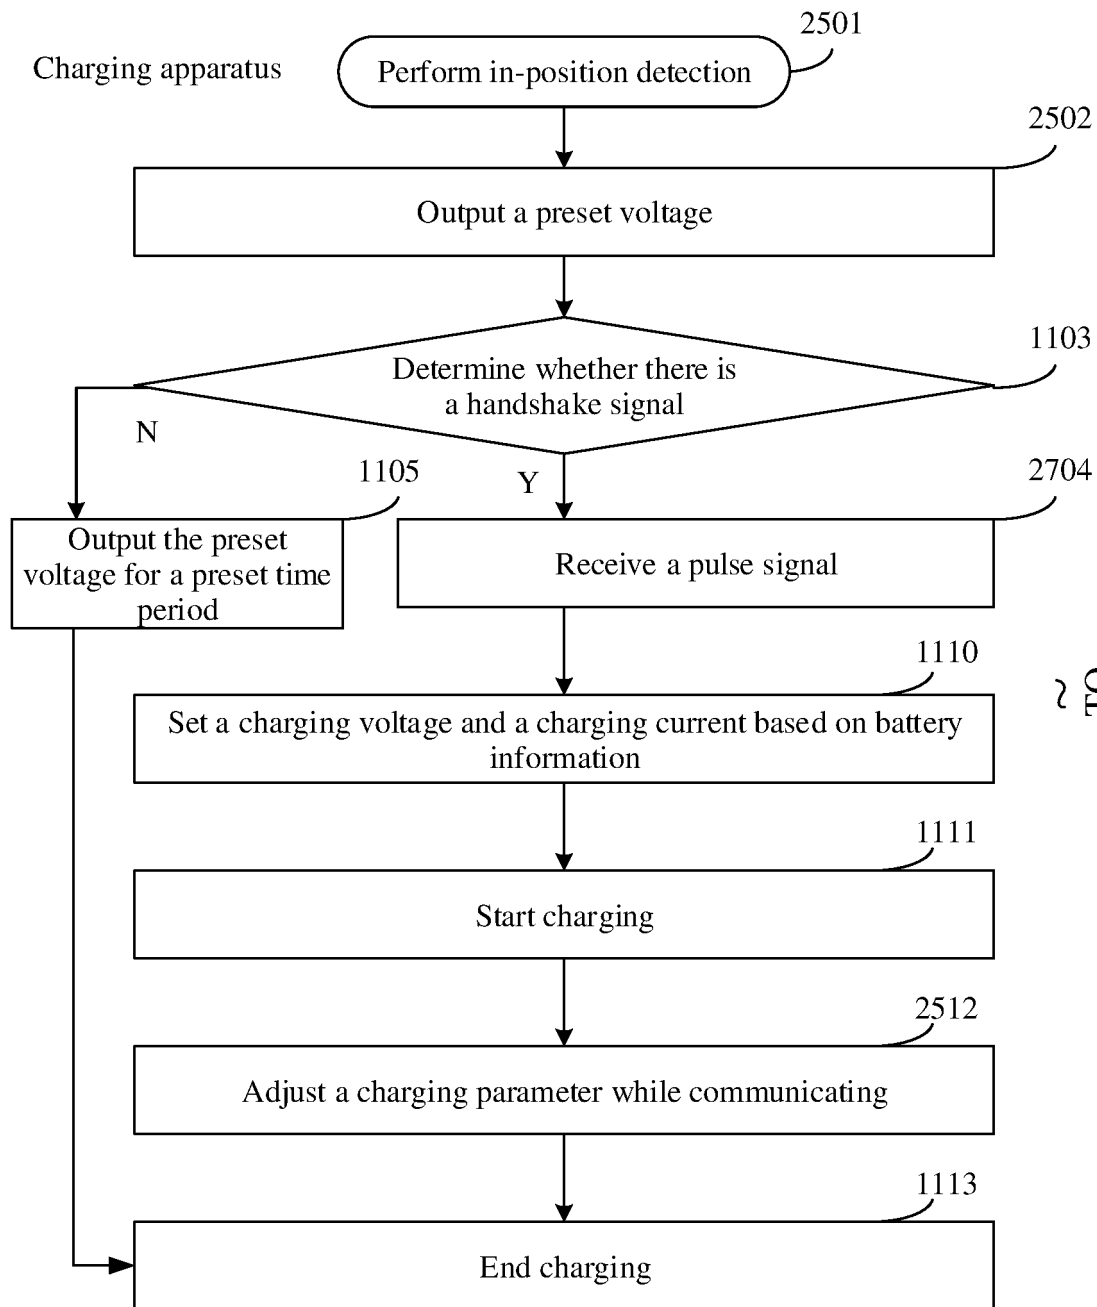 2501
Charging apparatus
Perform in-position detection
2502
Output a preset voltage
1103
Determine whether there is
a handshake signal
N
Y
1105
2704
Output the preset
voltage for a preset time
period
Receive a pulse signal
1110
Set a charging voltage and a charging current based on battery
information
1111
Start charging
2512
Adjust a charging parameter while communicating
1113
End charging